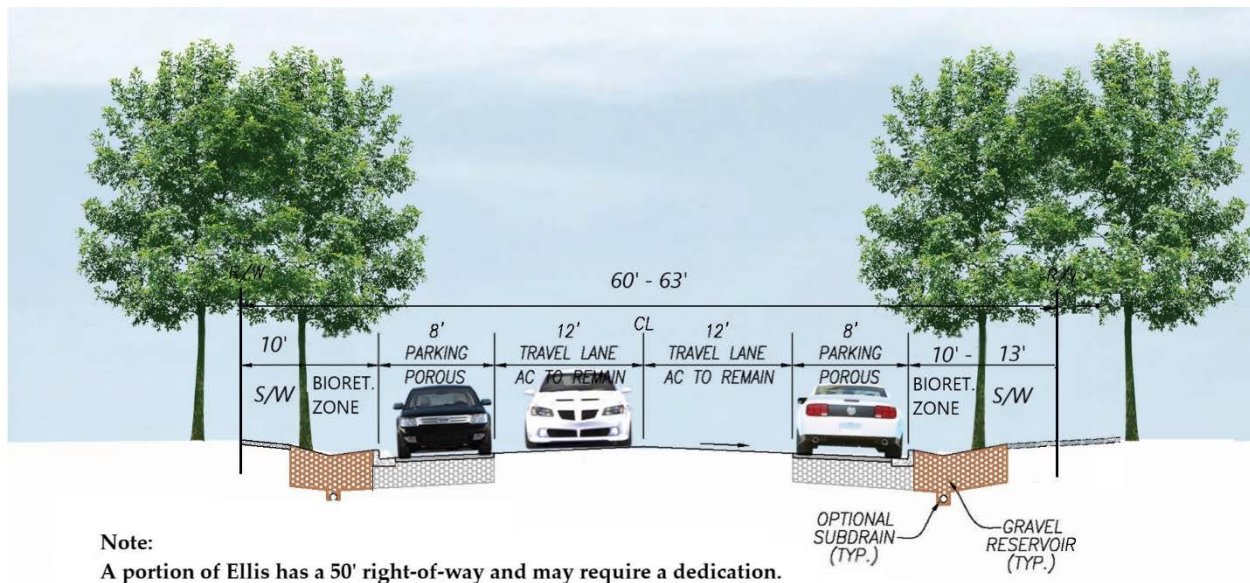 R/W
R/W
60' - 63'
CL
10'
8'
12'
12'
8'
10' - 13'
PARKING
TRAVEL LANE
TRAVEL LANE
PARKING
POROUS
AC TO REMAIN
AC TO REMAIN
POROUS
S/W
BIORET.
ZONE
BIORET.
ZONE
S/W
OPTIONAL
SUBDRAIN
(TYP.)
GRAVEL
RESERVOIR
(TYP.)
Note:
A portion of Ellis has a 50' right-of-way and may require a dedication.